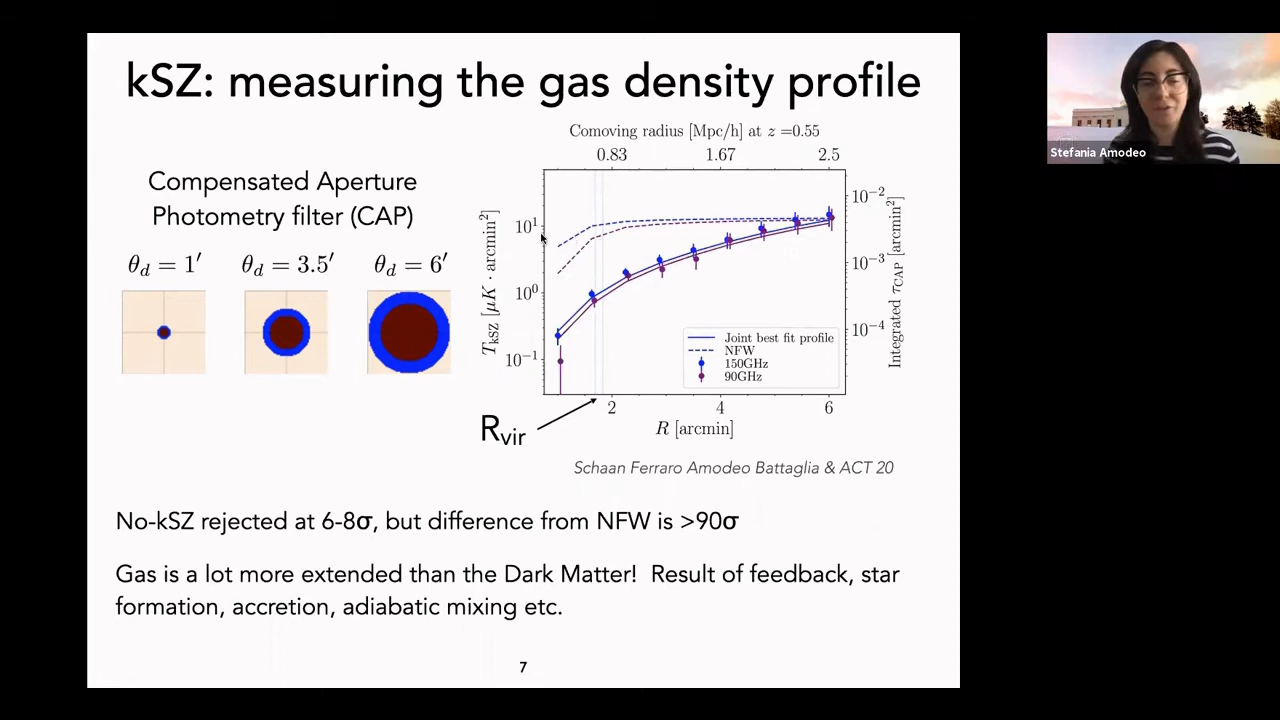 kSZ: measuring the gas density profile
Stefania Amodeo
Compensated Aperture
Photometry filter (CAP)
θd = 1′
θd = 3.5′
θd = 6′
Comoving radius [Mpc/h] at z =0.55
0.83
1.67
2.5
TkSZ [μK · arcmin²]
10¹
10⁰
10⁻¹
10⁻²
10⁻³
10⁻⁴
Integrated τCAP [arcmin²]
Joint best fit profile
NFW
150GHz
90GHz
2
4
6
R [arcmin]
Rvir
Schaan Ferraro Amodeo Battaglia & ACT 20
No-kSZ rejected at 6-8σ, but difference from NFW is >90σ
Gas is a lot more extended than the Dark Matter! Result of feedback, star
formation, accretion, adiabatic mixing etc.
7